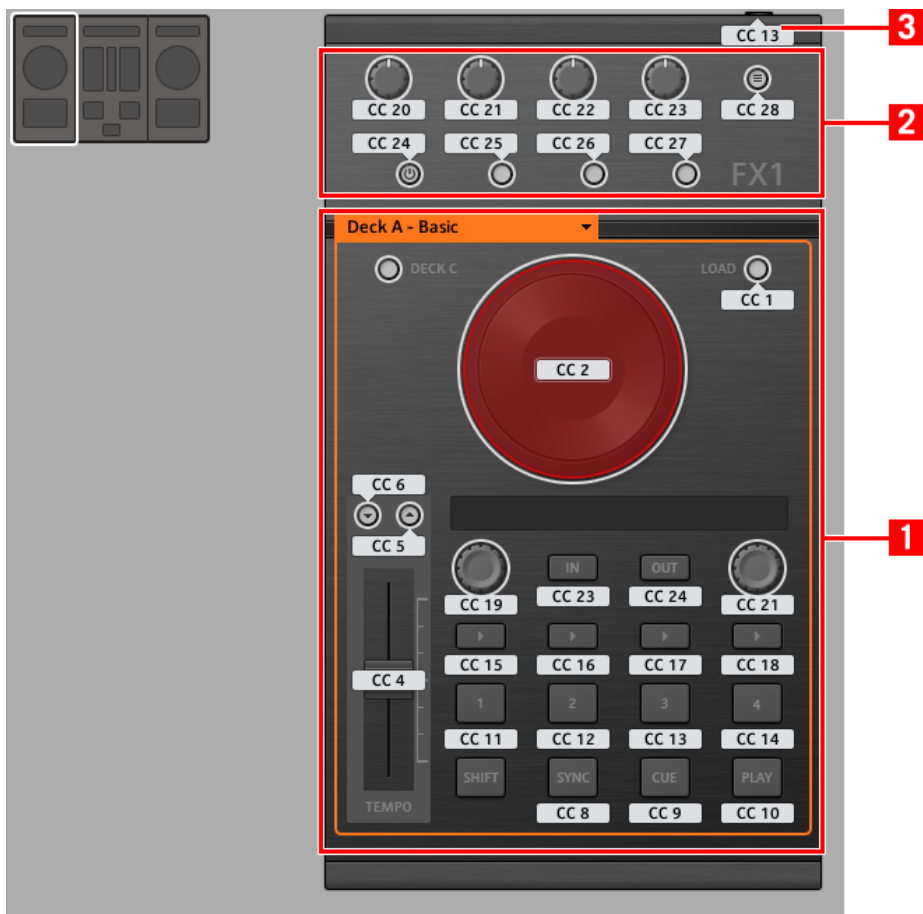 CC 13
3
CC 20 CC 21 CC 22 CC 23 CC 28
2
CC 24 CC 25 CC 26 CC 27
FX1
Deck A - Basic
DECK C
LOAD
CC 1
CC 2
CC 6
CC 5
1
IN OUT
CC 19 CC 23 CC 24 CC 21
CC 15 CC 16 CC 17 CC 18
CC 4
1 2 3 4
CC 11 CC 12 CC 13 CC 14
SHIFT SYNC CUE PLAY
TEMPO
CC 8 CC 9 CC 10